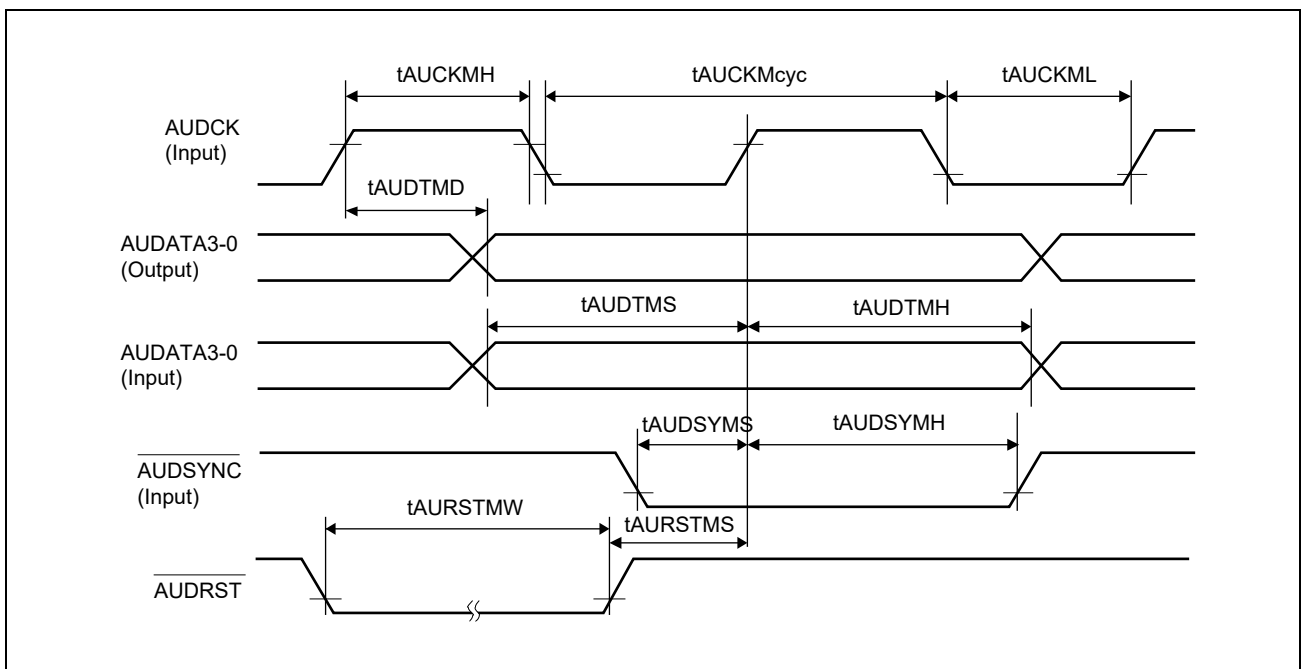 tAUCKMH
tAUCKMcyc
tAUCKML
AUDCK
(Input)
tAUDTMD
AUDATA3-0
(Output)
tAUDTMS
tAUDTMH
AUDATA3-0
(Input)
tAUDSYMS
tAUDSYMH
AUDSYNC
(Input)
tAURSTMW
tAURSTMS
AUDRST